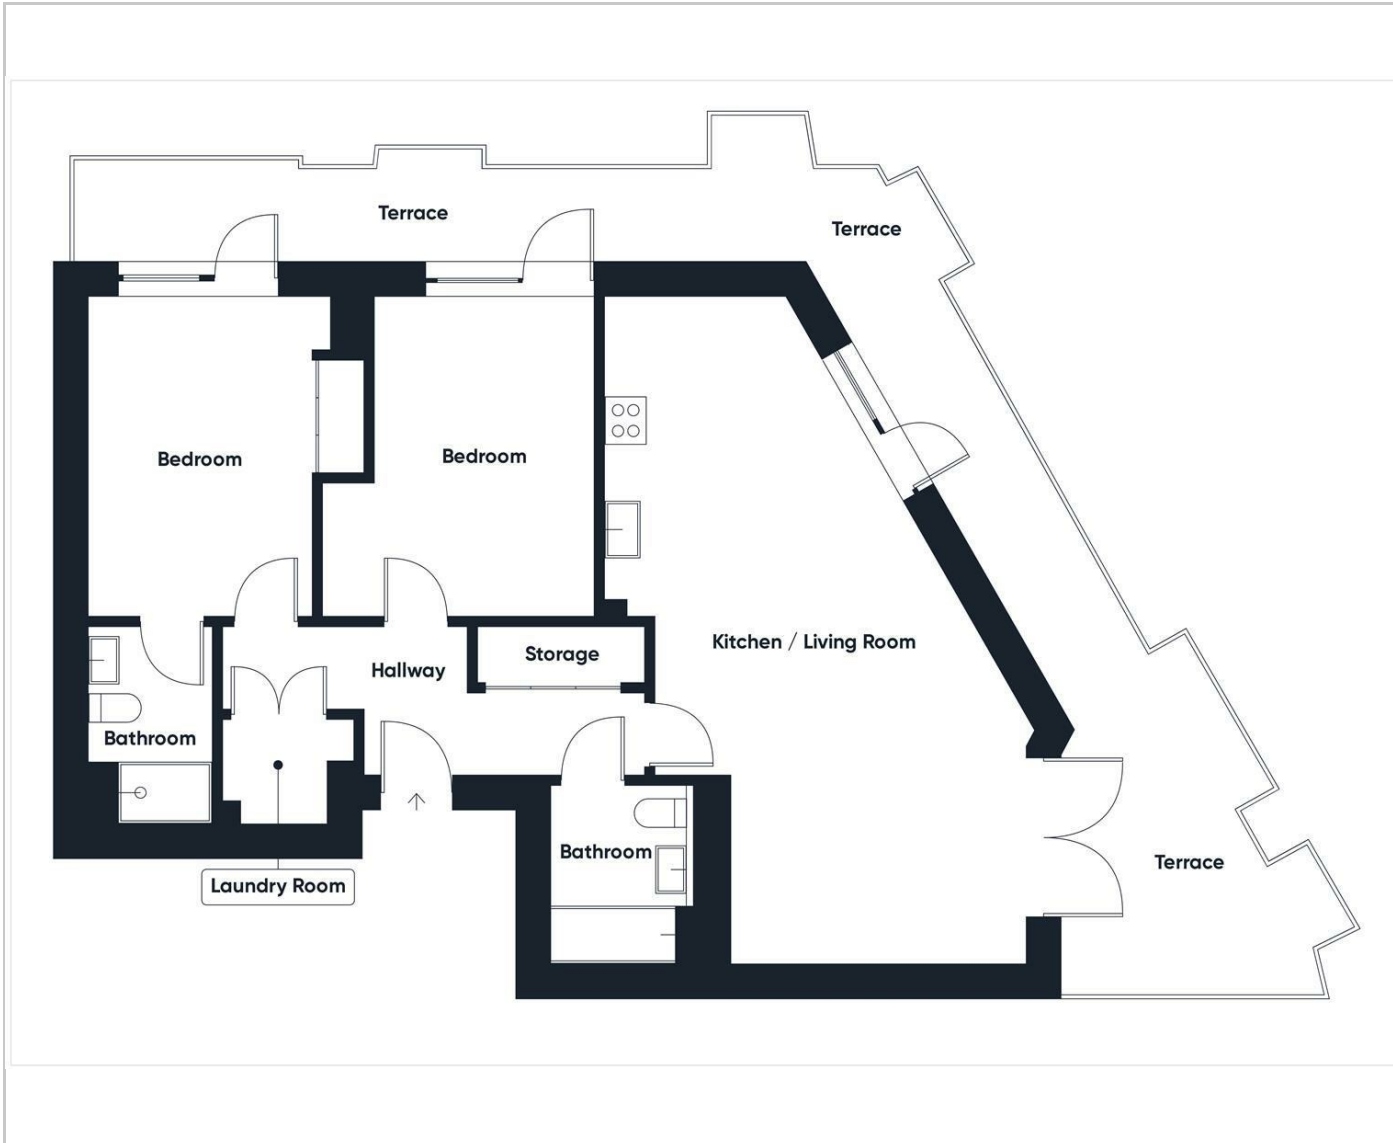 Terrace
Terrace
Bedroom
Bedroom
Kitchen / Living Room
Storage
Hallway
Bathroom
Bathroom
Terrace
Laundry Room